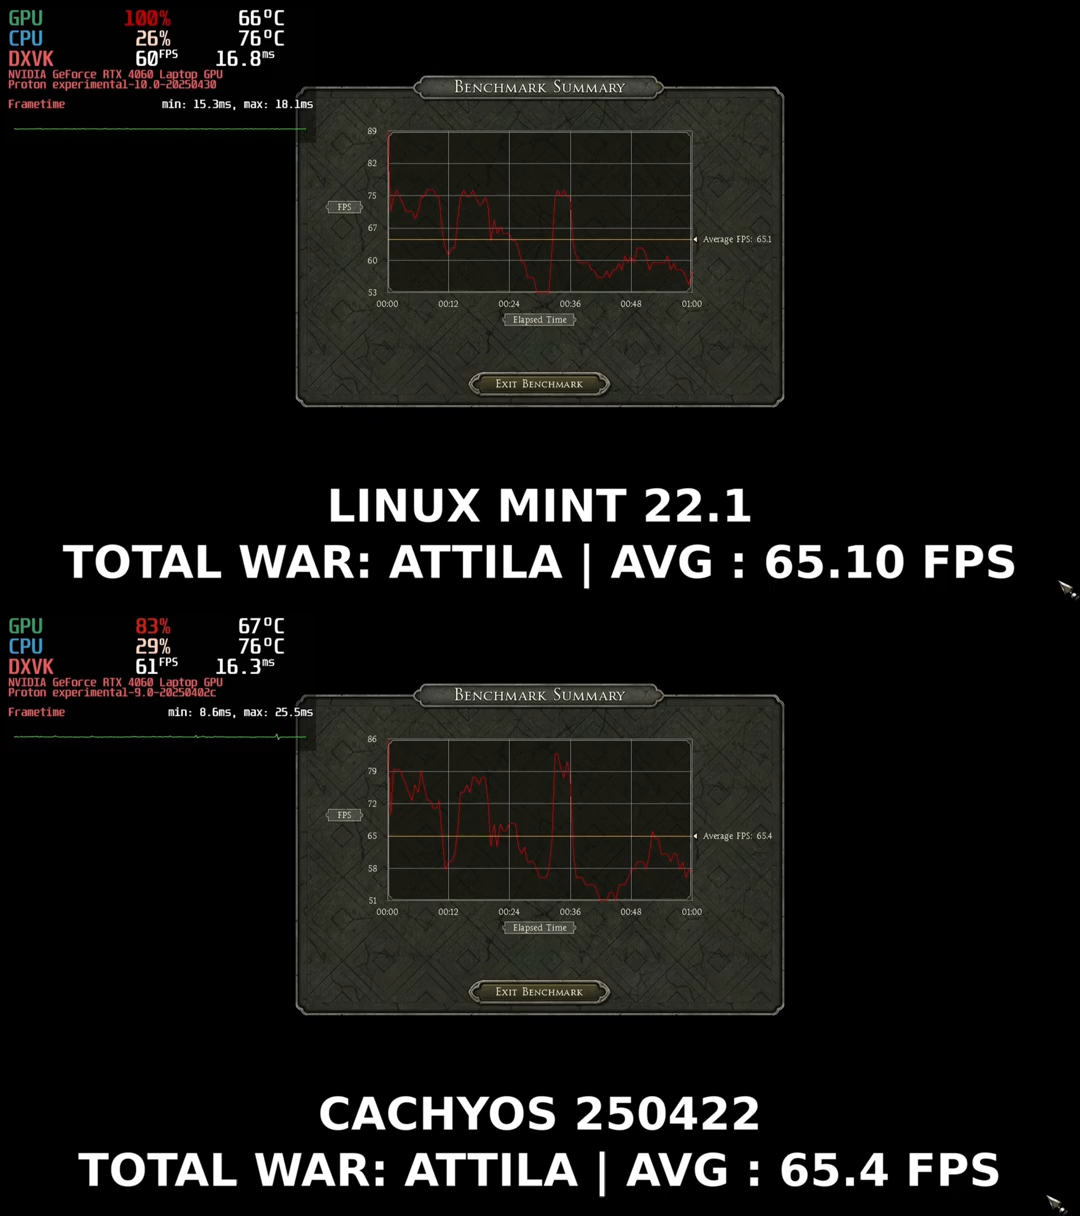 GPU 100% 66°C
CPU 26% 76°C
DXVK 60FPS 16.8ms
NVIDIA GeForce RTX 4060 Laptop GPU
Proton experimental-10.0-20250430
Frametime min: 15.3ms, max: 18.1ms
Benchmark Summary
89
82
75
FPS
67
Average FPS: 65.1
60
53
00:00 00:12 00:24 00:36 00:48 01:00
Elapsed Time
Exit Benchmark
LINUX MINT 22.1
TOTAL WAR: ATTILA | AVG : 65.10 FPS
GPU 83% 67°C
CPU 29% 76°C
DXVK 61FPS 16.3ms
NVIDIA GeForce RTX 4060 Laptop GPU
Proton experimental-9.0-20250402c
Frametime min: 8.6ms, max: 25.5ms
Benchmark Summary
86
79
72
FPS
65
Average FPS: 65.4
58
51
00:00 00:12 00:24 00:36 00:48 01:00
Elapsed Time
Exit Benchmark
CACHYOS 250422
TOTAL WAR: ATTILA | AVG : 65.4 FPS